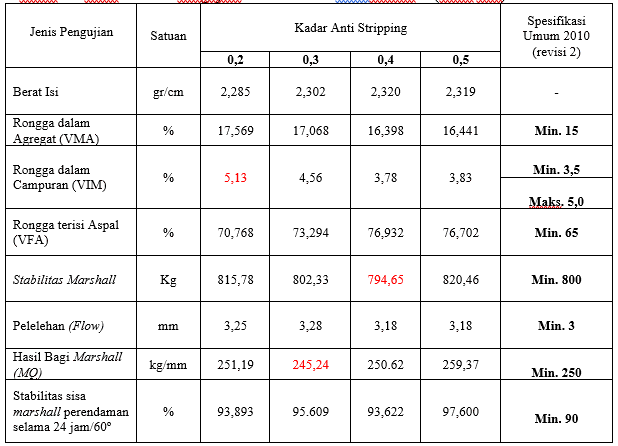 Jenis Pengujian
Satuan
Kadar Anti Stripping
Spesifikasi
Umum 2010
(revisi 2)
0,2 0,3 0,4 0,5
Berat Isi gr/cm 2,285 2,302 2,320 2,319 -
Rongga dalam
Agregat (VMA) % 17,569 17,068 16,398 16,441 Min. 15
Rongga dalam
Campuran (VIM) % 5,13 4,56 3,78 3,83 Min. 3,5
Maks. 5,0
Rongga terisi Aspal
(VFA) % 70,768 73,294 76,932 76,702 Min. 65
Stabilitas Marshall Kg 815,78 802,33 794,65 820,46 Min. 800
Pelelehan (Flow) mm 3,25 3,28 3,18 3,18 Min. 3
Hasil Bagi Marshall
(MQ) kg/mm 251,19 245,24 250.62 259,37 Min. 250
Stabilitas sisa
marshall perendaman
selama 24 jam/60° % 93,893 95.609 93,622 97,600 Min. 90